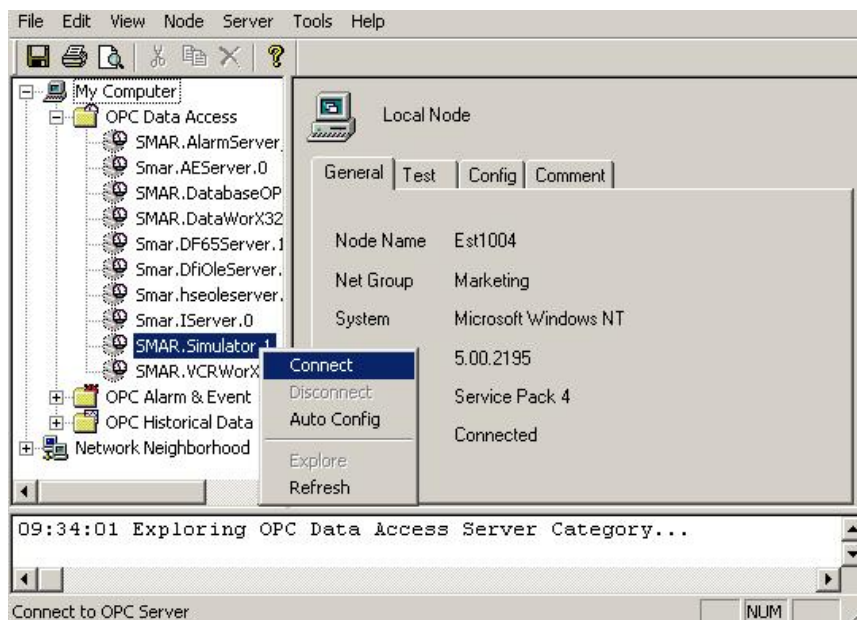 File Edit View Node Server Tools Help
My Computer
OPC Data Access
SMAR.AlarmServer
Smar.AEServer.0
SMAR.DatabaseOP
SMAR.DataWorX32
Smar.DF65Server.1
Smar.DfiOleServer.
Smar.hseoleserver.
Smar.IServer.0
SMAR.Simulator.1
SMAR.VCRWorX
OPC Alarm & Event
OPC Historical Data
Network Neighborhood
Local Node
General Test Config Comment
Node Name Est1004
Net Group Marketing
System Microsoft Windows NT
5.00.2195
Service Pack 4
Connected
Connect
Disconnect
Auto Config
Explore
Refresh
09:34:01 Exploring OPC Data Access Server Category...
Connect to OPC Server
NUM